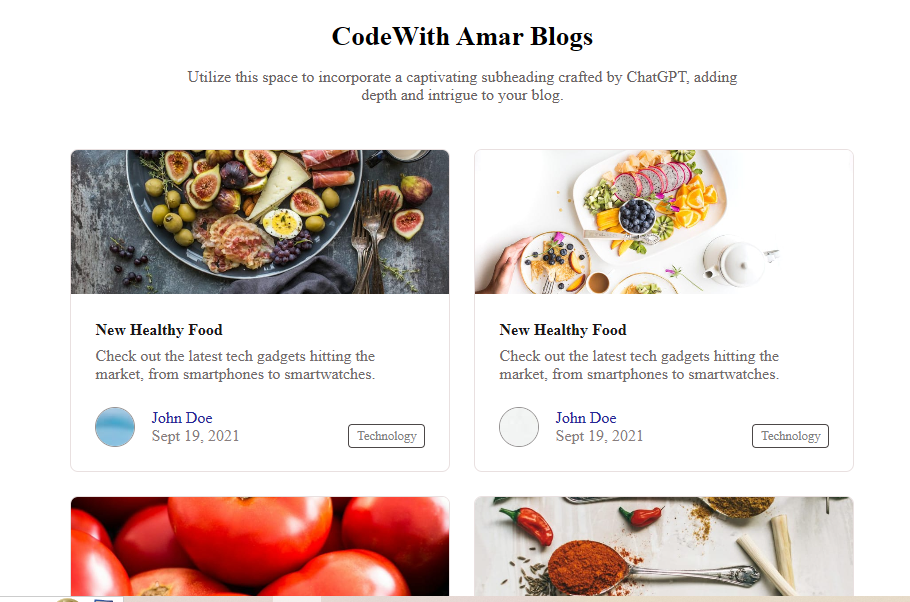 CodeWith Amar Blogs
Utilize this space to incorporate a captivating subheading crafted by ChatGPT, adding
depth and intrigue to your blog.
New Healthy Food
Check out the latest tech gadgets hitting the
market, from smartphones to smartwatches.
John Doe
Sept 19, 2021
Technology
New Healthy Food
Check out the latest tech gadgets hitting the
market, from smartphones to smartwatches.
John Doe
Sept 19, 2021
Technology